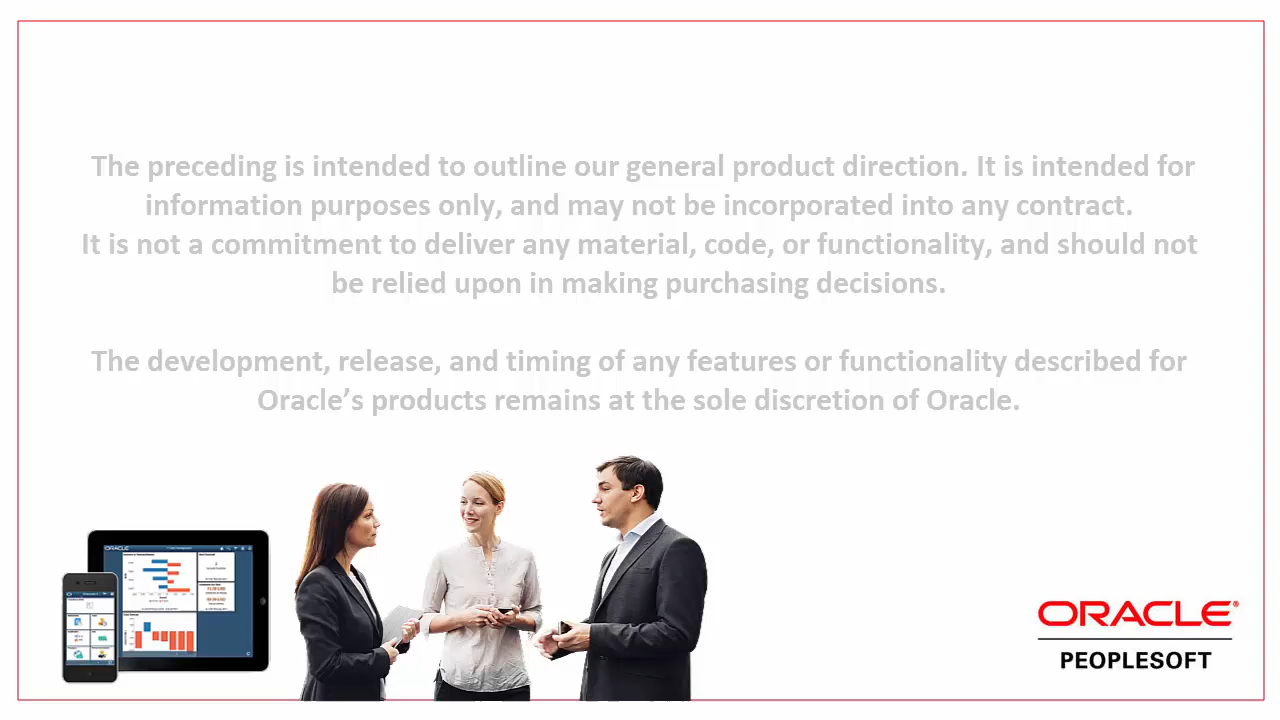 The preceding is intended to outline our general product direction. It is intended for
information purposes only, and may not be incorporated into any contract.
It is not a commitment to deliver any material, code, or functionality, and should not
be relied upon in making purchasing decisions.
The development, release, and timing of any features or functionality described for
Oracle’s products remains at the sole discretion of Oracle.
ORACLE
ORACLE®
PEOPLESOFT